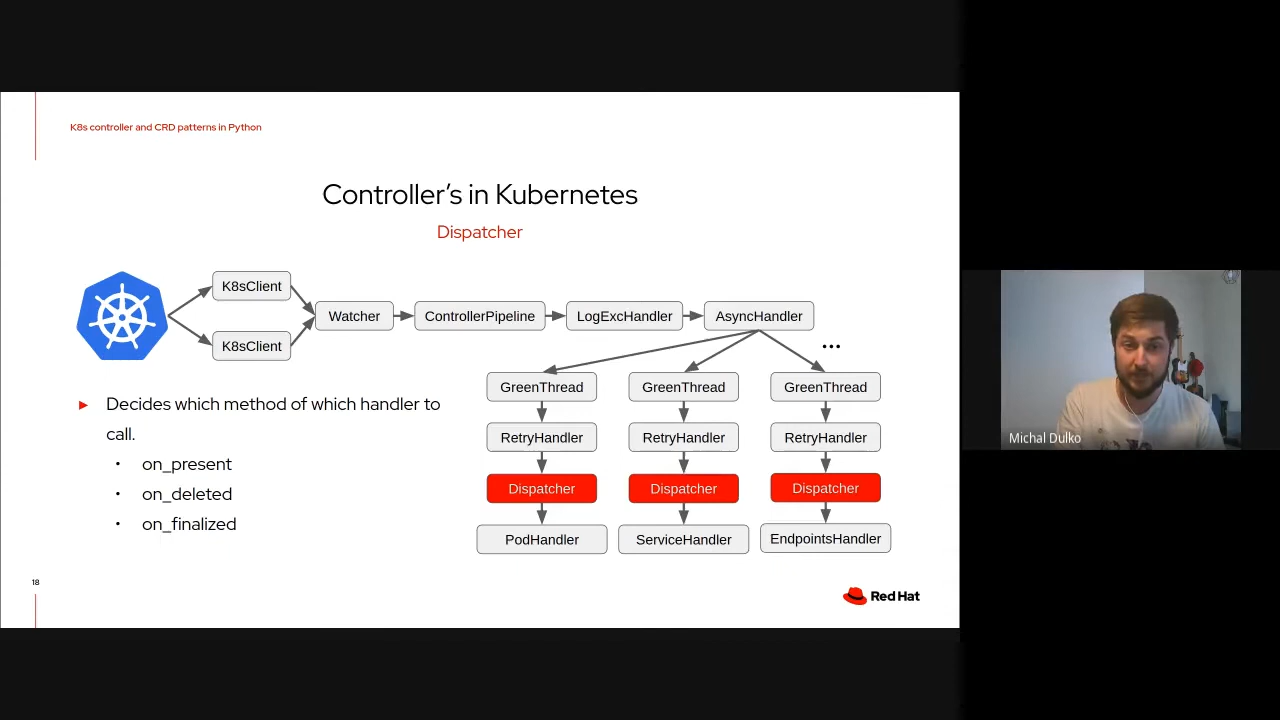 K8s controller and CRD patterns in Python
Controller's in Kubernetes
Dispatcher
K8sClient
K8sClient
Watcher
ControllerPipeline
LogExcHandler
AsyncHandler
...
GreenThread
GreenThread
GreenThread
RetryHandler
RetryHandler
RetryHandler
Dispatcher
Dispatcher
Dispatcher
PodHandler
ServiceHandler
EndpointsHandler
► Decides which method of which handler to
call.
• on_present
• on_deleted
• on_finalized
18
Red Hat
Michal Dulko